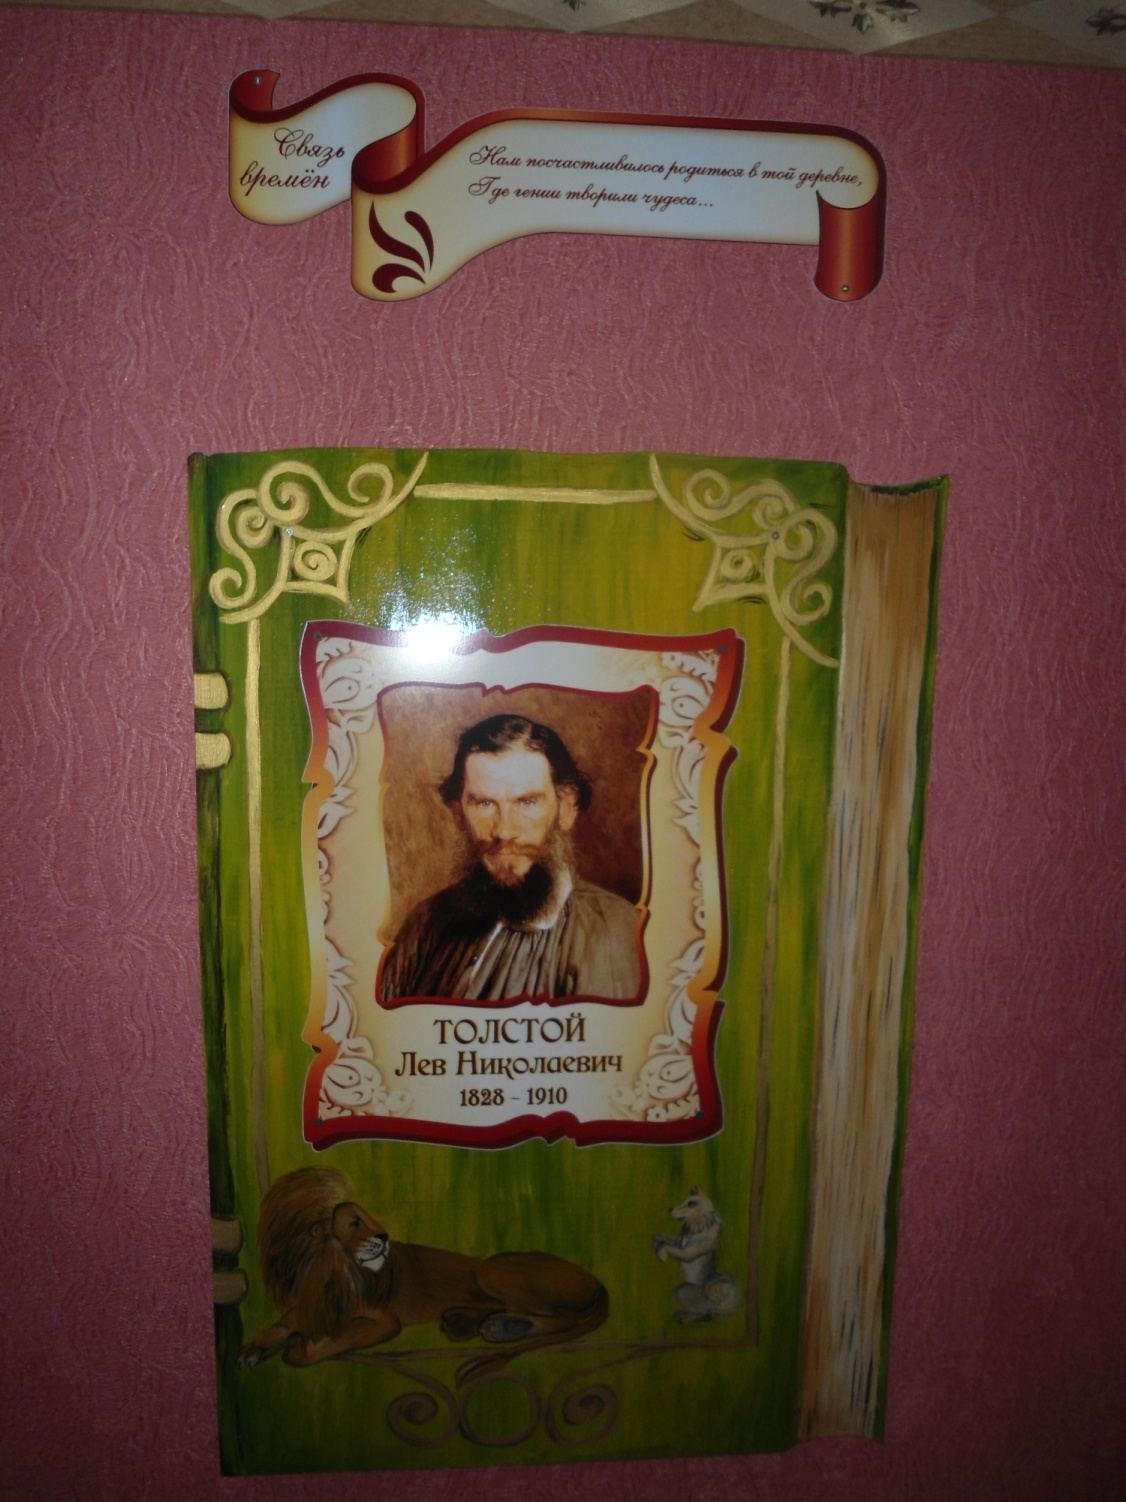 Связь
времён
Нам посчастливилось родиться в той деревне,
Где гении творили чудеса...
ТОЛСТОЙ
Лев Николаевич
1828 - 1910